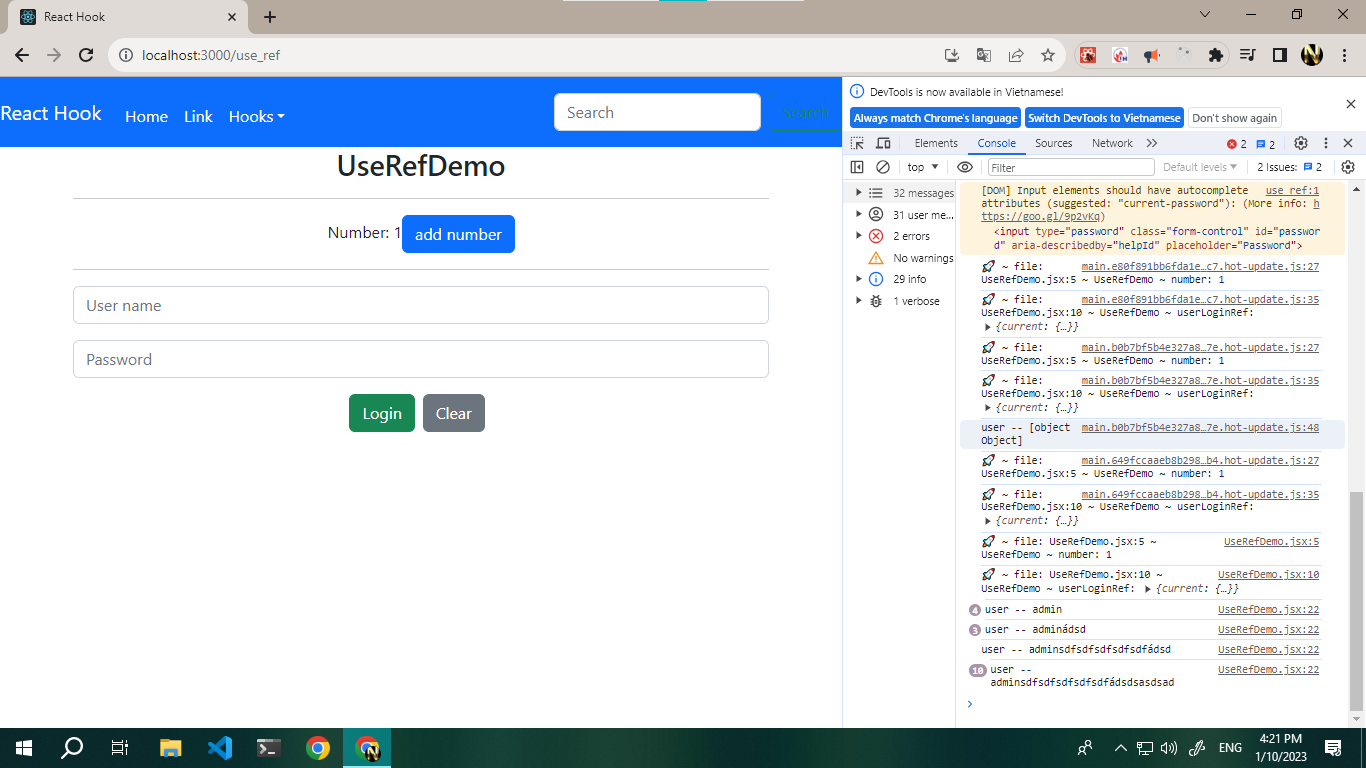 React Hook
localhost:3000/use_ref
React Hook
Home
Link
Hooks
Search
Search
UseRefDemo
Number: 1
add number
User name
Password
Login
Clear
DevTools is now available in Vietnamese!
Always match Chrome's language
Switch DevTools to Vietnamese
Don't show again
Elements
Console
Sources
Network
2
2
top
Filter
Default levels
2 Issues:
2
32 messages
31 user me...
2 errors
No warnings
29 info
1 verbose
[DOM] Input elements should have autocomplete use_ref:1
attributes (suggested: "current-password"): (More info: h
ttps://goo.gl/9p2vKq)
<input type="password" class="form-control" id="passwor
d" aria-describedby="helpId" placeholder="Password">
🚀 ~ file: main.e80f891bb6fda1e…c7.hot-update.js:27
UseRefDemo.jsx:5 ~ UseRefDemo ~ number: 1
🚀 ~ file: main.e80f891bb6fda1e…c7.hot-update.js:35
UseRefDemo.jsx:10 ~ UseRefDemo ~ userLoginRef:
{current: {…}}
🚀 ~ file: main.b0b7bf5b4e327a8…7e.hot-update.js:27
UseRefDemo.jsx:5 ~ UseRefDemo ~ number: 1
🚀 ~ file: main.b0b7bf5b4e327a8…7e.hot-update.js:35
UseRefDemo.jsx:10 ~ UseRefDemo ~ userLoginRef:
{current: {…}}
user -- [object main.b0b7bf5b4e327a8…7e.hot-update.js:48
Object]
🚀 ~ file: main.649fccaaeb8b298…b4.hot-update.js:27
UseRefDemo.jsx:5 ~ UseRefDemo ~ number: 1
🚀 ~ file: main.649fccaaeb8b298…b4.hot-update.js:35
UseRefDemo.jsx:10 ~ UseRefDemo ~ userLoginRef:
{current: {…}}
🚀 ~ file: UseRefDemo.jsx:5 ~ UseRefDemo.jsx:5
UseRefDemo ~ number: 1
🚀 ~ file: UseRefDemo.jsx:10 ~ UseRefDemo.jsx:10
UseRefDemo ~ userLoginRef: {current: {…}}
4 user -- admin UseRefDemo.jsx:22
3 user -- adminádsd UseRefDemo.jsx:22
user -- adminsdfsdfsdfsdfsdfádsd UseRefDemo.jsx:22
10 user -- UseRefDemo.jsx:22
adminsdfsdfsdfsdfsdfádsdsasdsad
ENG
4:21 PM
1/10/2023